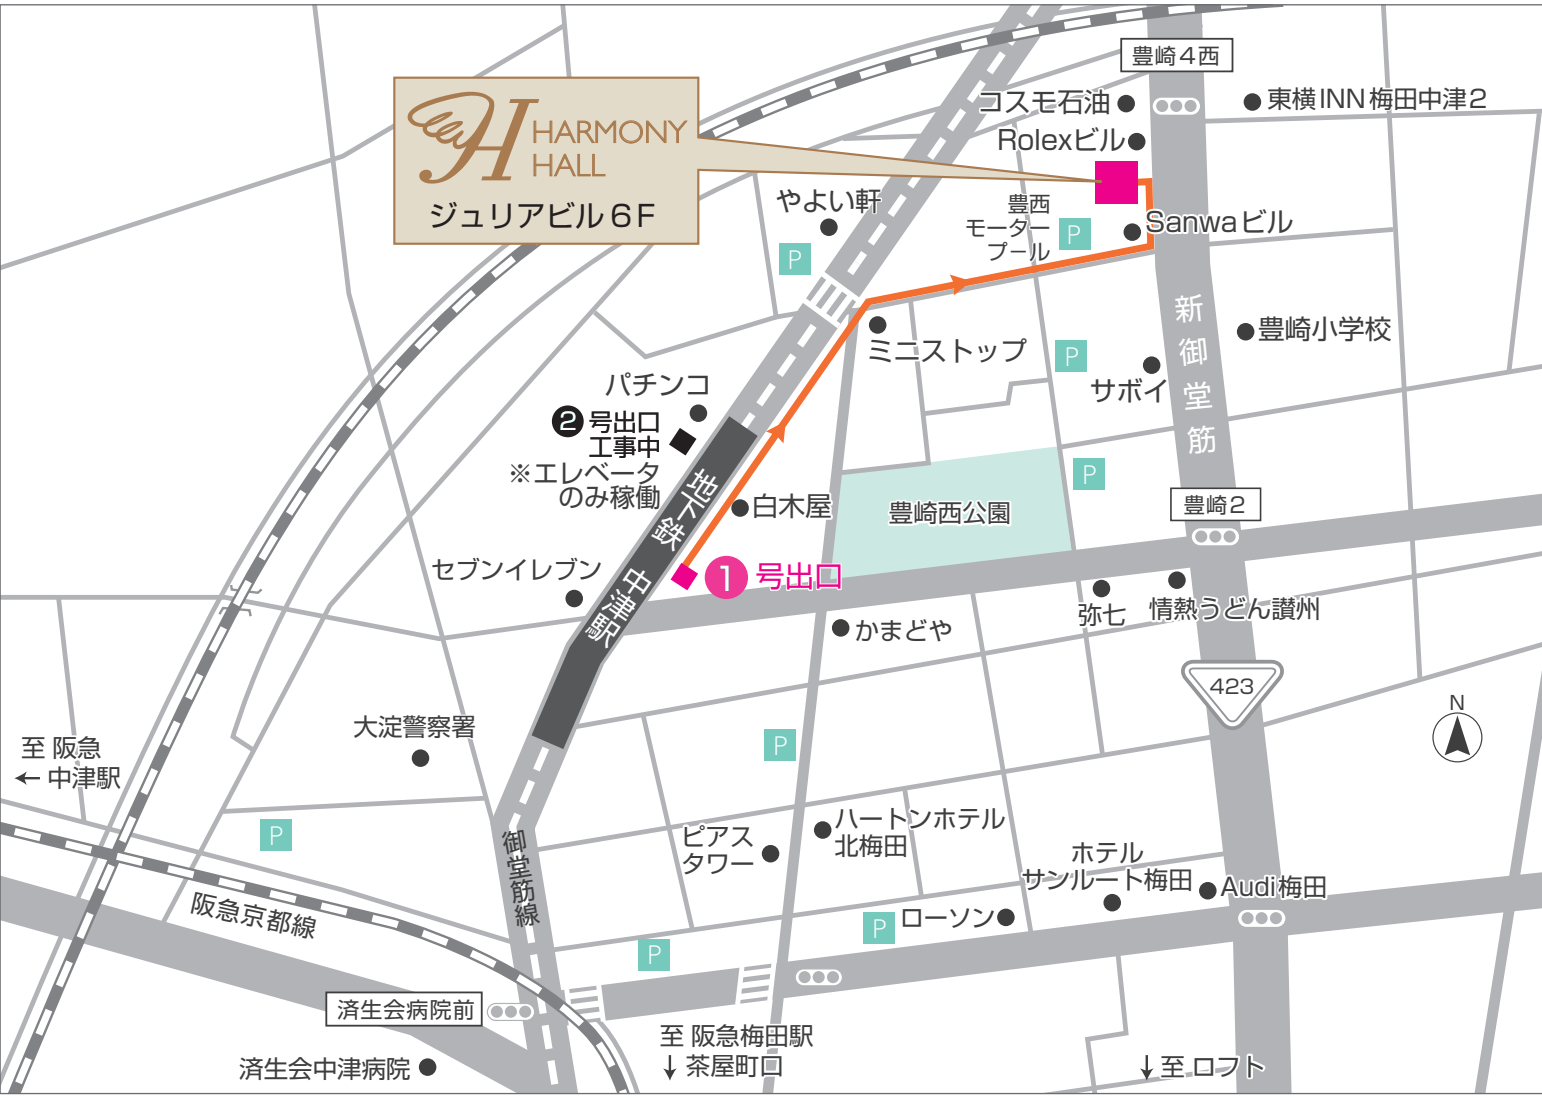 豊崎4西
コスモ石油
東横INN梅田中津2
Rolexビル
HARMONY
HALL
ジュリアビル6F
やよい軒
豊西
モーター
プール
P
Sanwaビル
P
新御堂筋
豊崎小学校
ミニストップ
P
サボイ
パチンコ
2号出口
工事中
※エレベータ
のみ稼働
地下鉄 中津駅
白木屋
豊崎西公園
P
豊崎2
セブンイレブン
1号出口
弥七
情熱うどん讃州
かまどや
423
N
大淀警察署
至 阪急
←中津駅
P
P
御堂筋線
ピアス
タワー
ハートンホテル
北梅田
ホテル
サンルート梅田
Audi梅田
阪急京都線
P
ローソン
P
済生会病院前
済生会中津病院
至 阪急梅田駅
↓茶屋町口
↓至 ロフト